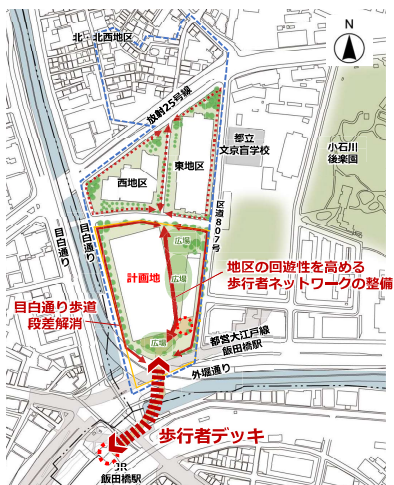 北・北西地区
N
放射25号線
都立
文京盲学校
小石川
後楽園
東地区
西地区
区道807号
目白通り
目白通り
広場
計画地
広場
地区の回遊性を高める
歩行者ネットワークの整備
目白通り歩道
段差解消
広場
都営大江戸線
飯田橋駅
外堀通り
歩行者デッキ
JR
飯田橋駅